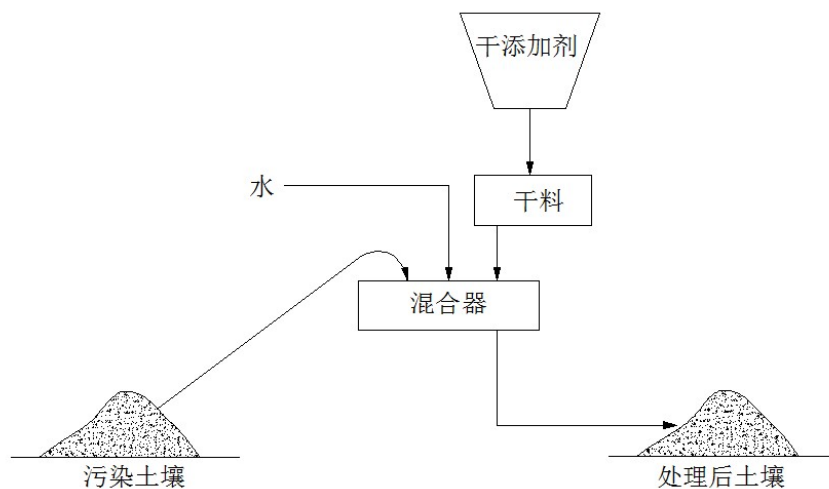 干添加剂
水
干料
混合器
污染土壤
处理后土壤